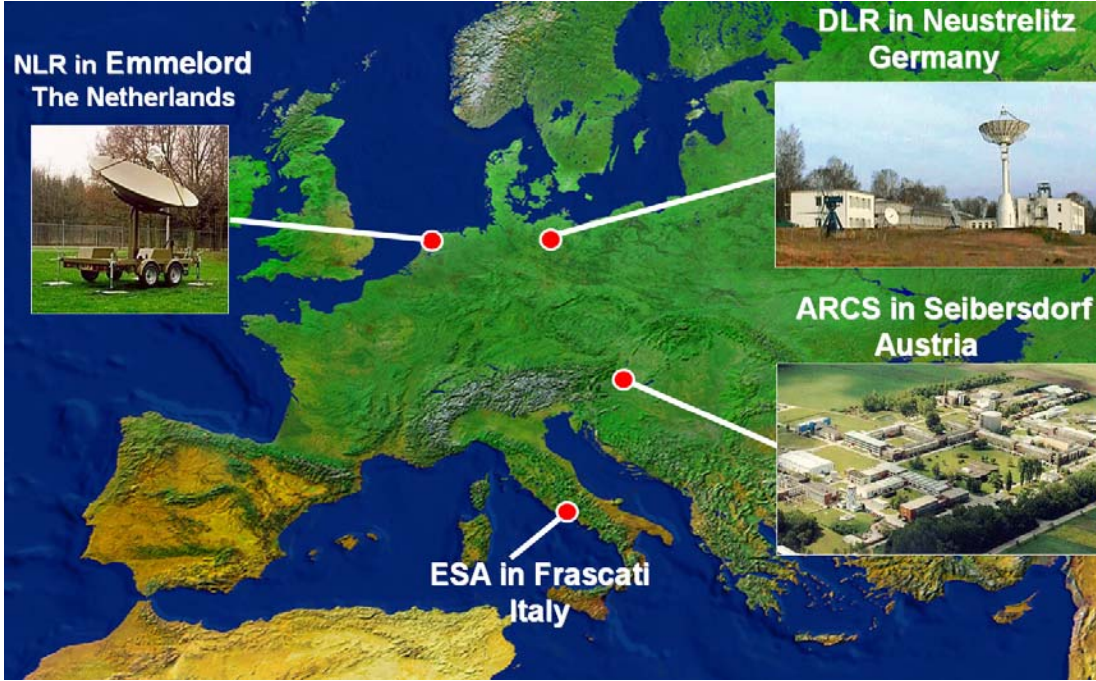 NLR in Emmelord
The Netherlands
DLR in Neustrelitz
Germany
ARCS in Seibersdorf
Austria
ESA in Frascati
Italy